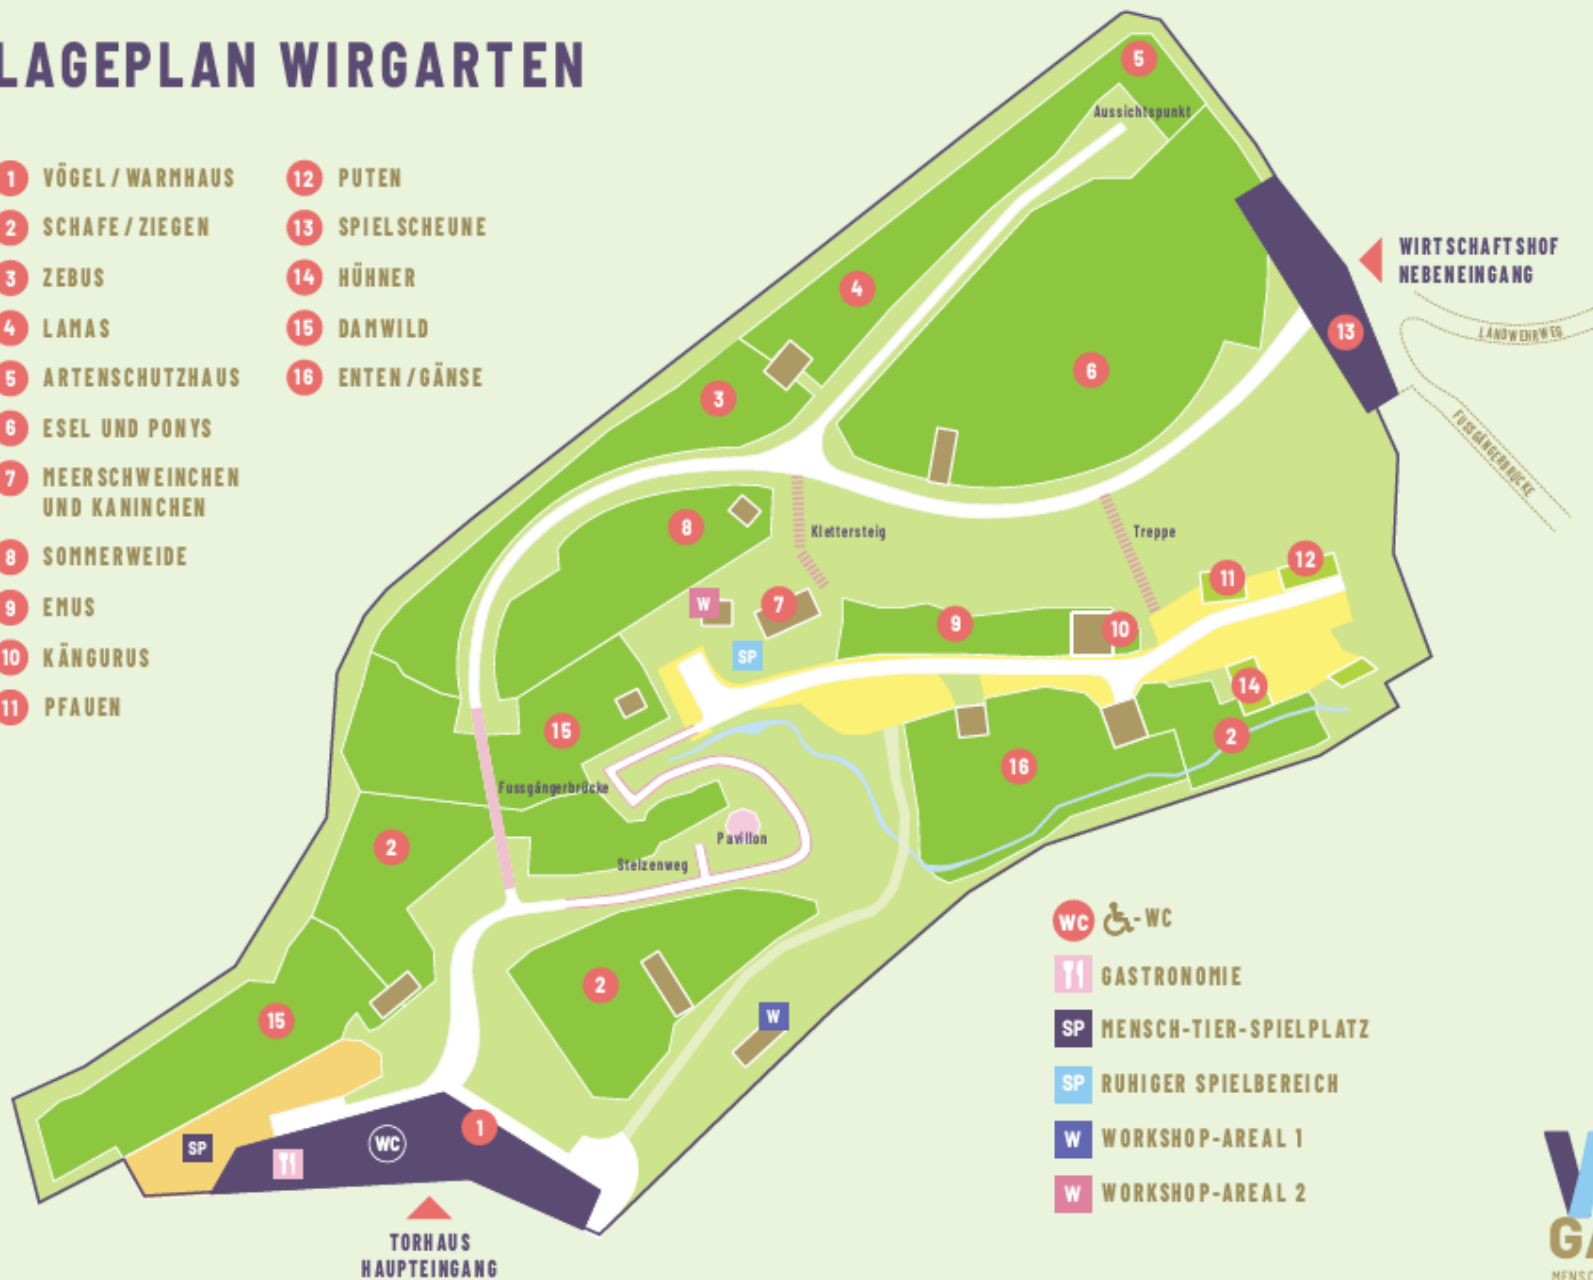 LAGEPLAN WIRGARTEN
1 VÖGEL/WARMHAUS
2 SCHAFE/ZIEGEN
3 ZEBUS
4 LAMAS
5 ARTENSCHUTZHAUS
6 ESEL UND PONYS
7 MEERSCHWEINCHEN
UND KANINCHEN
8 SOMMERWEIDE
9 EMUS
10 KÄNGURUS
11 PFAUEN
12 PUTEN
13 SPIELSCHEUNE
14 HÜHNER
15 DAMWILD
16 ENTEN/GÄNSE
5
Aussichtspunkt
WIRTSCHAFTSHOF
NEBENEINGANG
LANDWEHRWEG
FUSSGÄNGERBRÜCKE
13
4
6
3
8
Klettersteig
Treppe
11
12
W
7
9
10
SP
14
15
2
16
Fussgängerbrücke
Pavillon
Stelzenweg
2
2
15
W
1
WC
SP
TORHAUS
HAUPTEINGANG
WC -WC
GASTRONOMIE
SP MENSCH-TIER-SPIELPLATZ
SP RUHIGER SPIELBEREICH
W WORKSHOP-AREAL 1
W WORKSHOP-AREAL 2